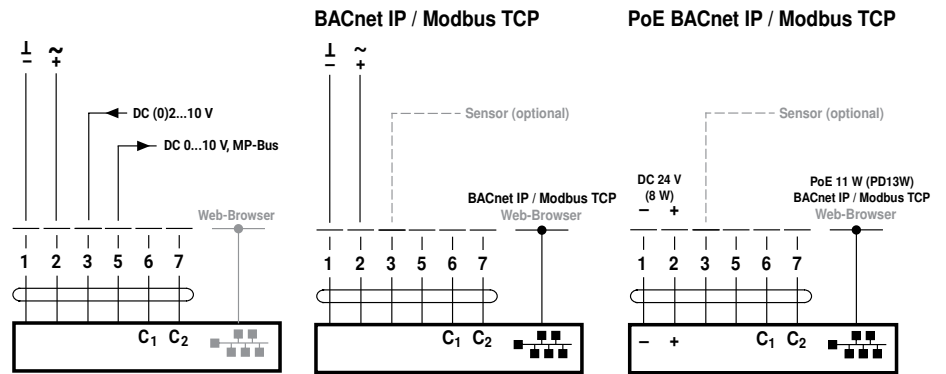 BACnet IP / Modbus TCP
PoE BACnet IP / Modbus TCP
⊥ ~
– +
DC (0)2...10 V
DC 0...10 V, MP-Bus
Web-Browser
1 2 3 5 6 7
C1 C2
⊥ ~
– +
Sensor (optional)
BACnet IP / Modbus TCP
Web-Browser
1 2 3 5 6 7
C1 C2
Sensor (optional)
DC 24 V
(8 W)
– +
PoE 11 W (PD13W)
BACnet IP / Modbus TCP
Web-Browser
1 2 3 5 6 7
– + C1 C2